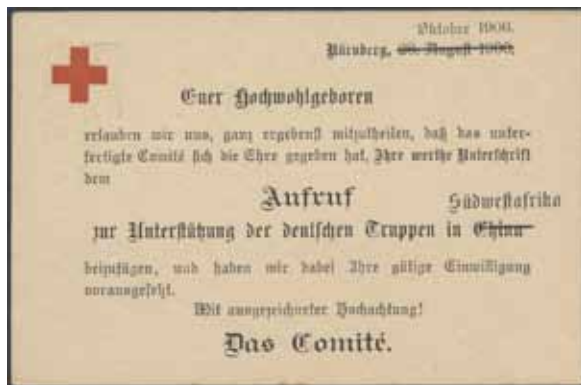 Oktober 1906.
Nürnberg, 20. August 1900.
Euer Hochwohlgeboren
erlauben wir uns, ganz ergebenst mitzutheilen, daß das unter-
fertigte Comité sich die Ehre gegeben hat, Ihre werthe Unterschrift
dem
Aufruf Südwestafrika
zur Unterstützung der deutschen Truppen in China
beizufügen, und haben wir dabei Ihre gütige Einwilligung
vorausgesetzt.
Mit ausgezeichneter Hochachtung!
Das Comité.